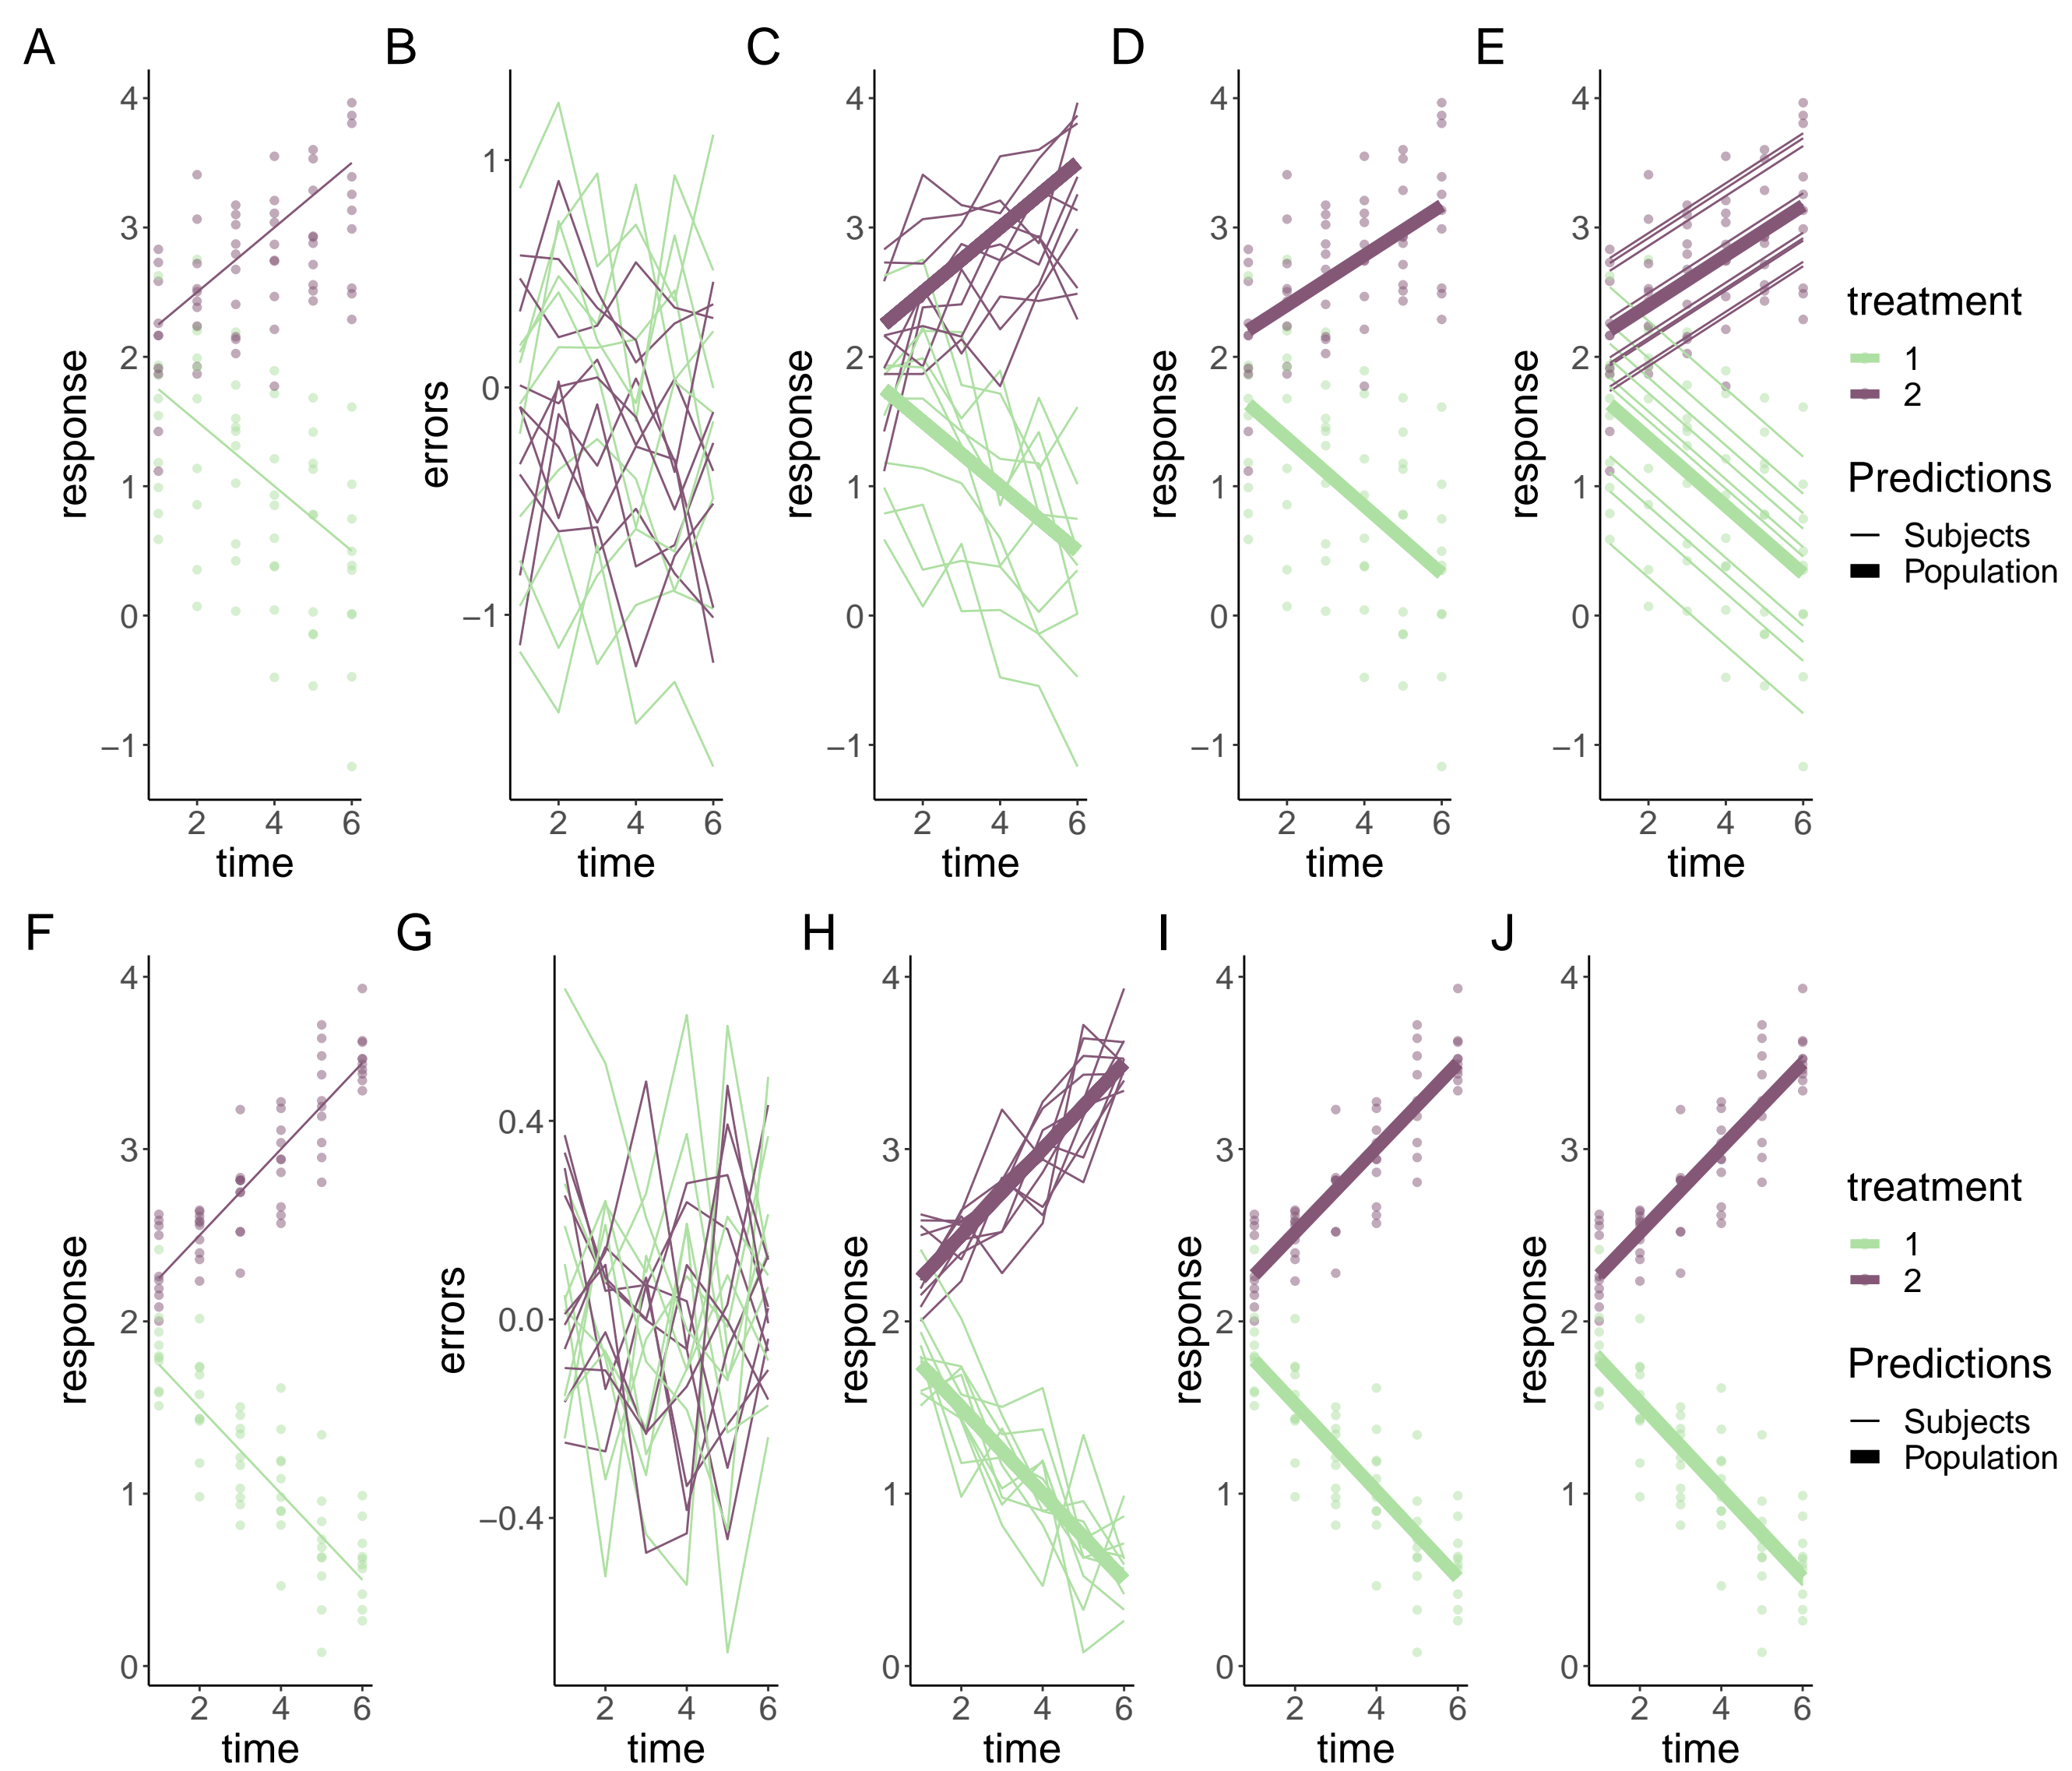 A B C D E
response
4
3
2
1
0
−1
2 4 6
time
errors
1
0
−1
2 4 6
time
response
4
3
2
1
0
−1
2 4 6
time
response
4
3
2
1
0
−1
2 4 6
time
response
4
3
2
1
0
−1
2 4 6
time
treatment
1
2
Predictions
Subjects
Population
F G H I J
response
4
3
2
1
0
2 4 6
time
errors
0.4
0.0
−0.4
2 4 6
time
response
4
3
2
1
0
2 4 6
time
response
4
3
2
1
0
2 4 6
time
response
4
3
2
1
0
2 4 6
time
treatment
1
2
Predictions
Subjects
Population